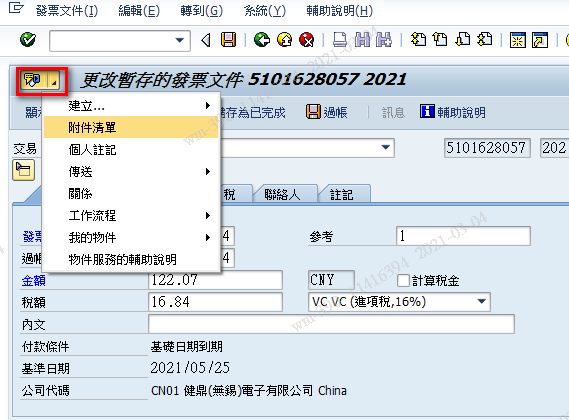 發票文件(I) 編輯(E) 轉到(G) 系統(Y) 輔助說明(H)
更改暫存的發票文件 5101628057 2021
顯示 儲存為已完成 過帳 訊息 輔助說明
建立...
附件清單
個人註記
傳送
關係
工作流程
我的物件
物件服務的輔助說明
交易 5101628057 202
稅 聯絡人 註記
發票 4 參考 1
過帳 4
金額 122.07 CNY 計算稅金
稅額 16.84 VC VC (進項稅,16%)
內文
付款條件 基礎日期到期
基準日期 2021/05/25
公司代碼 CN01 健鼎(無錫)電子有限公司 China